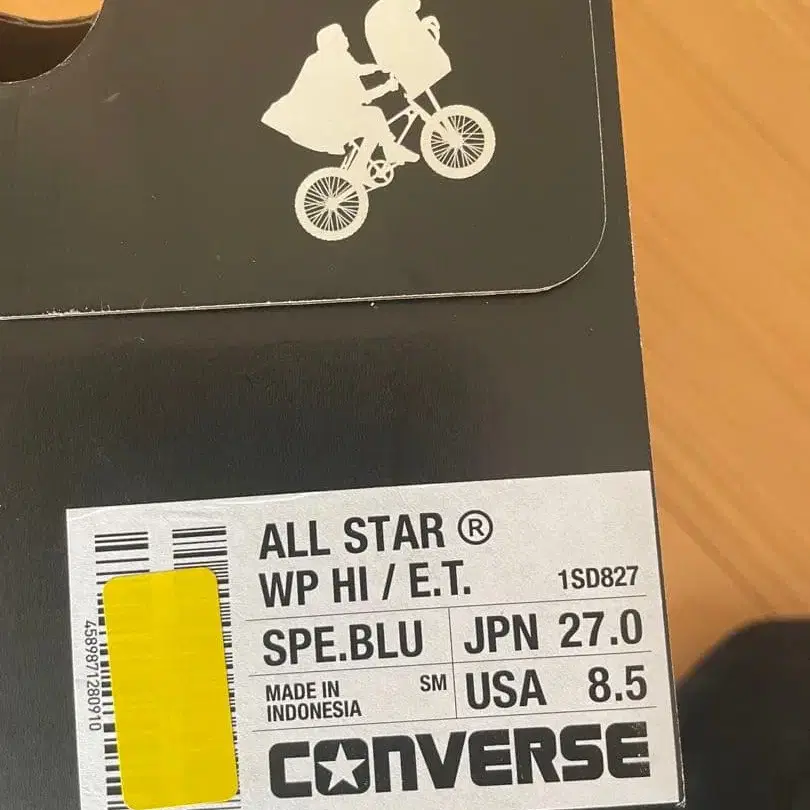 ALL STAR ®
WP HI / E.T. 1SD827
SPE.BLU JPN 27.0
MADE IN INDONESIA SM USA 8.5
CONVERSE
4589871280910